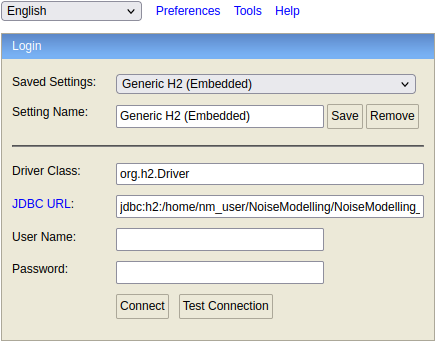 English Preferences Tools Help
Login
Saved Settings: Generic H2 (Embedded)
Setting Name: Generic H2 (Embedded) Save Remove
Driver Class: org.h2.Driver
JDBC URL: jdbc:h2:/home/nm_user/NoiseModelling/NoiseModelling_
User Name:
Password:
Connect Test Connection